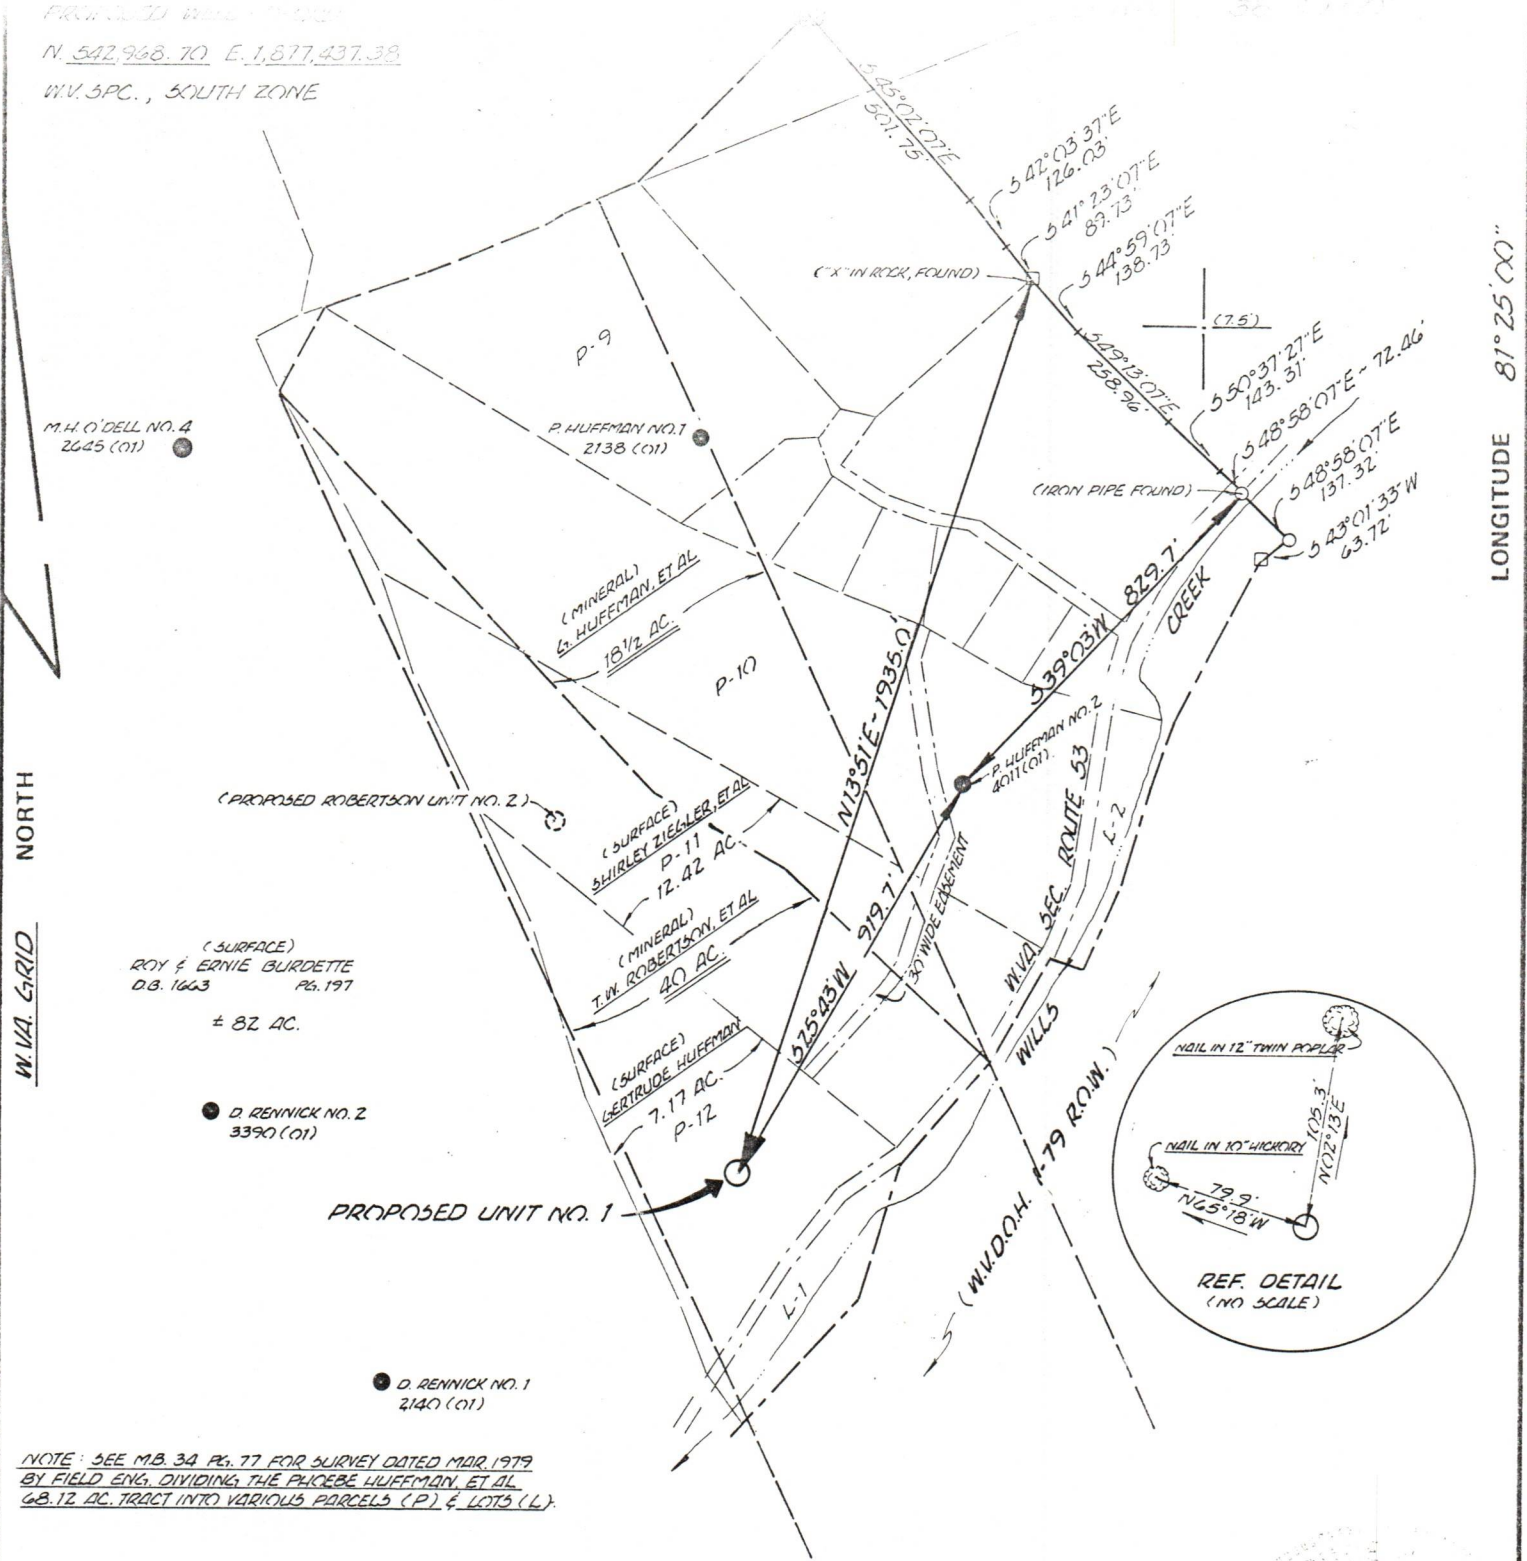 PROPOSED
N. 542,968.70 E. 1,877,437.38
W.V. SPC., SOUTH ZONE
S 45°02'07"E
501.75'
S 42°03'37"E
126.03'
S 41°23'07"E
89.73'
S 44°59'07"E
138.73'
("X" IN ROCK, FOUND)
(7.5')
S 49°13'07"E
258.96'
S 50°37'27"E
143.31'
S 48°58'07"E ~ 72.46'
S 48°58'07"E
137.32'
S 43°01'33"W
63.72'
(IRON PIPE FOUND)
LONGITUDE 81°25'00"
P-9
M.H. O'DELL NO. 4
2645 (01)
P. HUFFMAN NO. 1
2138 (01)
(MINERAL)
G. HUFFMAN, ET AL
18 1/2 AC.
P-10
N13°51'E ~ 1935.0'
S39°03'W 829.7'
CREEK
P. HUFFMAN NO. 2
4011 (01)
(PROPOSED ROBERTSON UNIT NO. 2)
(SURFACE)
SHIRLEY ZIEGLER, ET AL
P-11
12.42 AC.
(MINERAL)
T.W. ROBERTSON, ET AL
40 AC.
S25°43'W 919.7'
30' WIDE EASEMENT
W.VA. SEC. ROUTE 53
L-2
WILLS
W.VA. GRID NORTH
(SURFACE)
ROY & ERNIE BURDETTE
D.B. 1663 PG. 197
± 82 AC.
(SURFACE)
GERTRUDE HUFFMAN
7.17 AC.
P-12
D. RENNICK NO. 2
3390 (01)
PROPOSED UNIT NO. 1
L-1
(W.V.D.O.H. I-79 R.O.W.)
NAIL IN 12" TWIN POPLAR
105.3'
N02°13'E
NAIL IN 10" HICKORY
79.9'
N65°18'W
REF. DETAIL
(NO SCALE)
D. RENNICK NO. 1
2140 (01)
NOTE: SEE M.B. 34 PG. 77 FOR SURVEY DATED MAR. 1979
BY FIELD ENG. DIVIDING THE PHOEBE HUFFMAN, ET AL
68.12 AC. TRACT INTO VARIOUS PARCELS (P) & LOTS (L).